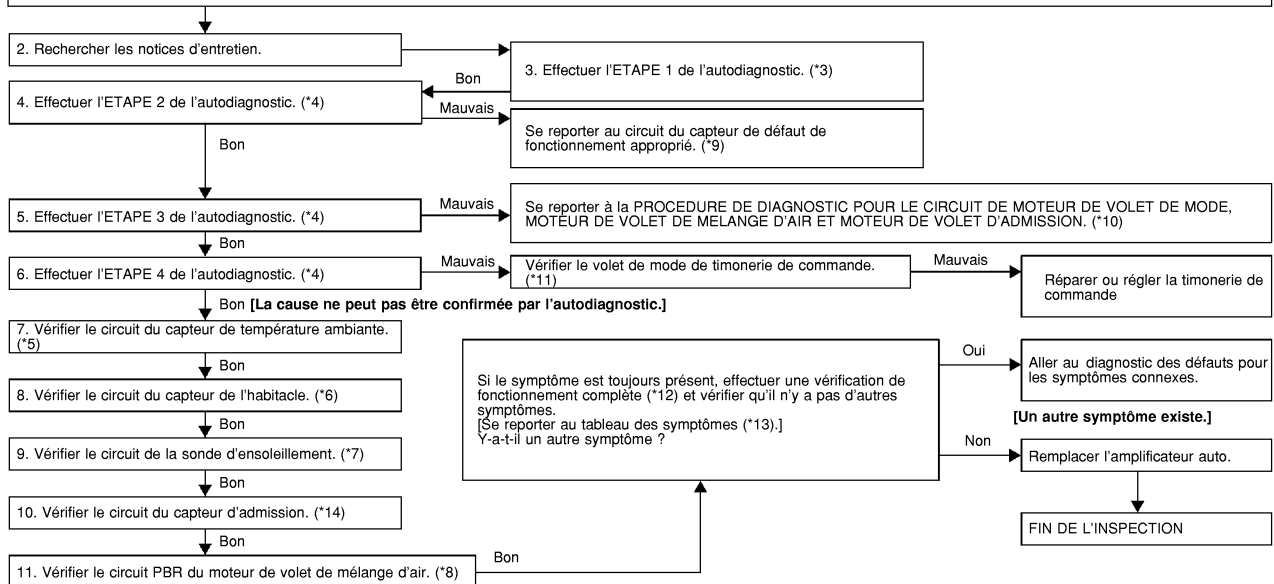 2. Rechercher les notices d'entretien.
3. Effectuer l'ETAPE 1 de l'autodiagnostic. (*3)
Bon
4. Effectuer l'ETAPE 2 de l'autodiagnostic. (*4)
Mauvais
Se reporter au circuit du capteur de défaut de
fonctionnement approprié. (*9)
Bon
5. Effectuer l'ETAPE 3 de l'autodiagnostic. (*4)
Mauvais
Se reporter à la PROCEDURE DE DIAGNOSTIC POUR LE CIRCUIT DE MOTEUR DE VOLET DE MODE,
MOTEUR DE VOLET DE MELANGE D'AIR ET MOTEUR DE VOLET D'ADMISSION. (*10)
Bon
6. Effectuer l'ETAPE 4 de l'autodiagnostic. (*4)
Mauvais
Vérifier le volet de mode de timonerie de commande.
(*11)
Mauvais
Réparer ou régler la timonerie de
commande
Bon [La cause ne peut pas être confirmée par l'autodiagnostic.]
7. Vérifier le circuit du capteur de température ambiante.
(*5)
Bon
8. Vérifier le circuit du capteur de l'habitacle. (*6)
Bon
9. Vérifier le circuit de la sonde d'ensoleillement. (*7)
Bon
10. Vérifier le circuit du capteur d'admission. (*14)
Bon
11. Vérifier le circuit PBR du moteur de volet de mélange d'air. (*8)
Bon
Si le symptôme est toujours présent, effectuer une vérification de
fonctionnement complète (*12) et vérifier qu'il n'y a pas d'autres
symptômes.
[Se reporter au tableau des symptômes (*13).]
Y-a-t-il un autre symptôme ?
Oui
Aller au diagnostic des défauts pour
les symptômes connexes.
[Un autre symptôme existe.]
Non
Remplacer l'amplificateur auto.
FIN DE L'INSPECTION